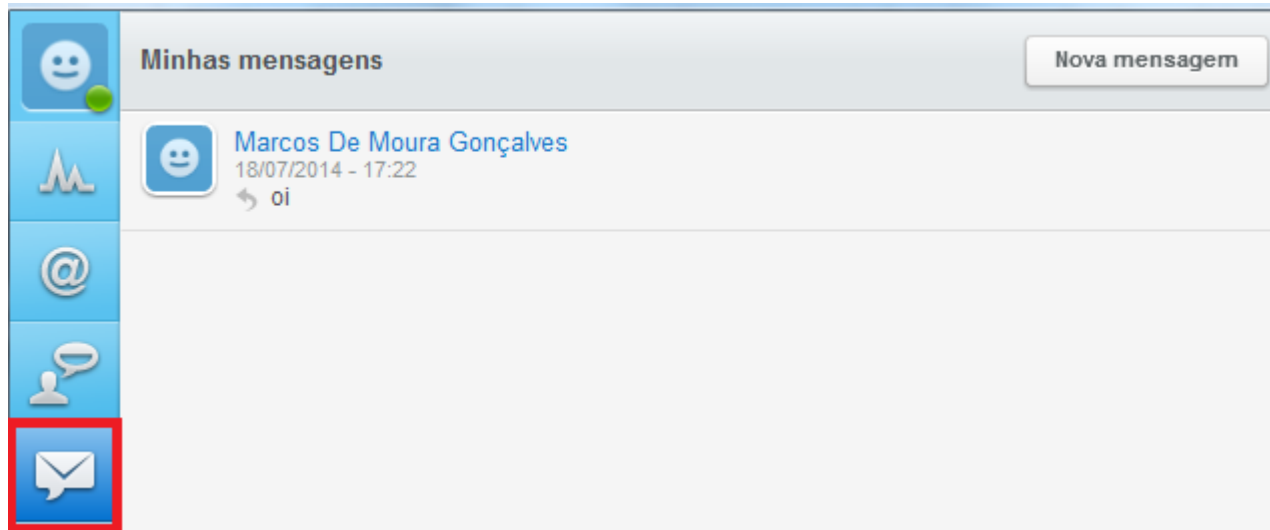 Minhas mensagens
Nova mensagem
Marcos De Moura Gonçalves
18/07/2014 - 17:22
oi